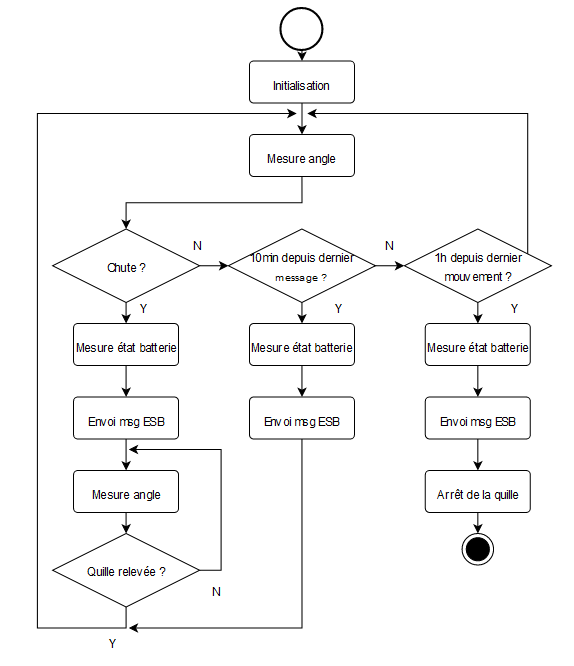 Initialisation
Mesure angle
Chute ?
N
10min depuis dernier
message ?
N
1h depuis dernier
mouvement ?
Y
Y
Y
Mesure état batterie
Mesure état batterie
Mesure état batterie
Envoi msg ESB
Envoi msg ESB
Envoi msg ESB
Mesure angle
Arrêt de la quille
Quille relevée ?
N
Y